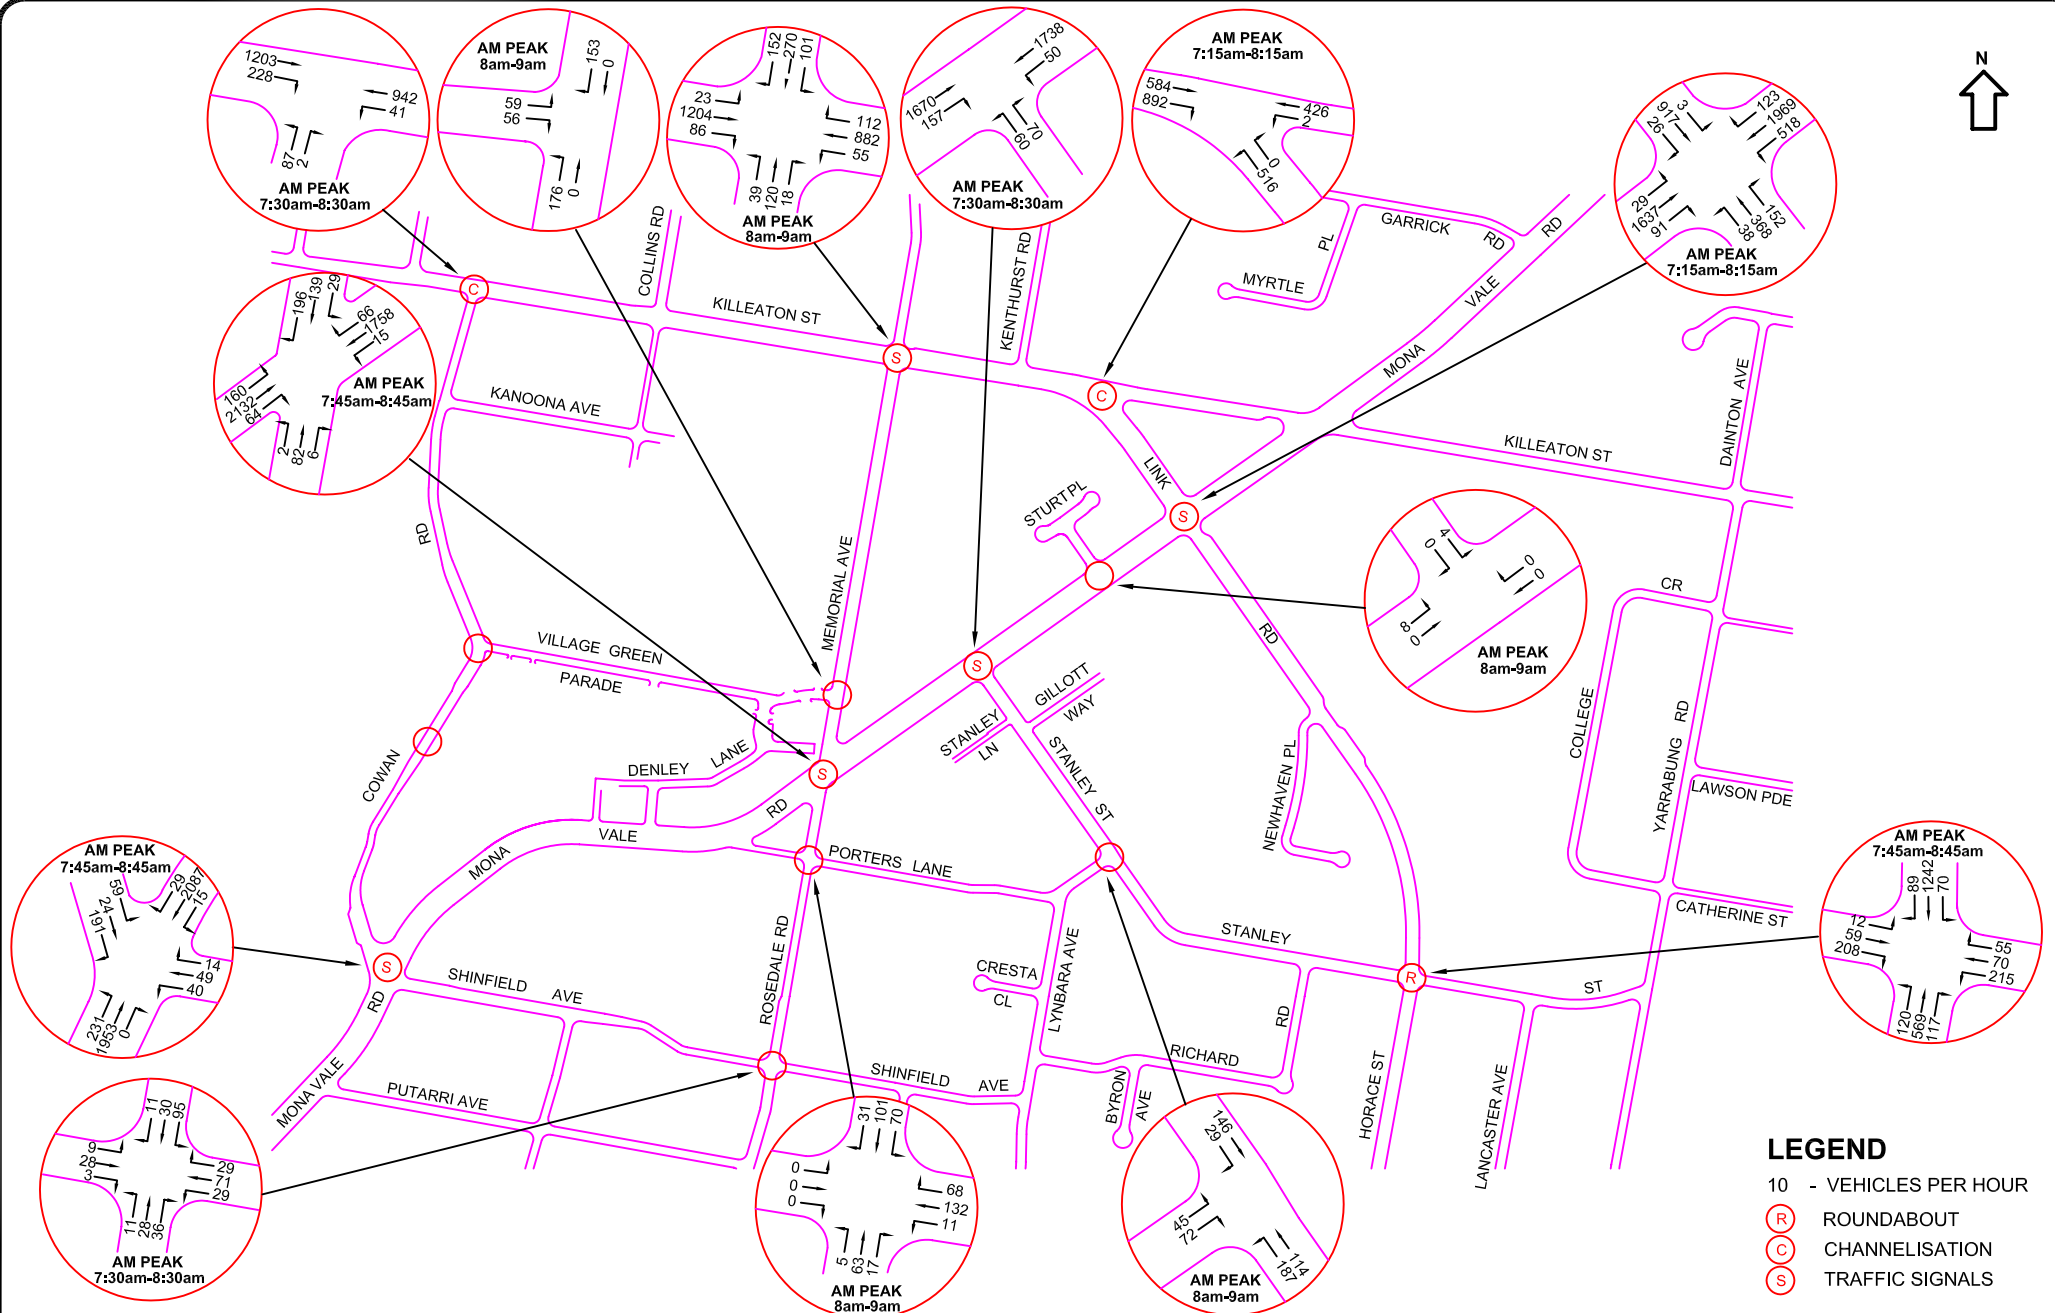 1203
228
942
41
87
2
AM PEAK
7:30am-8:30am
AM PEAK
8am-9am
153
0
59
56
176
0
152
270
101
23
1204
86
112
882
55
39
120
18
AM PEAK
8am-9am
1738
50
1670
157
70
60
AM PEAK
7:30am-8:30am
AM PEAK
7:15am-8:15am
584
892
426
2
0
516
3
917
26
123
1969
518
29
1637
91
152
368
38
AM PEAK
7:15am-8:15am
N
196
139
29
66
1758
15
160
2132
64
2
82
6
AM PEAK
7:45am-8:45am
COLLINS RD
KILLEATON ST
KENTHURST RD
GARRICK RD
MYRTLE PL
MONA VALE RD
KANOONA AVE
LINK
KILLEATON ST
DAINTON AVE
STURT PL
RD
MEMORIAL AVE
4
0
0
0
8
0
AM PEAK
8am-9am
CR
RD
VILLAGE GREEN
PARADE
GILLOTT
WAY
STANLEY
LN
STANLEY ST
COLLEGE
YARRABUNG RD
COWAN
DENLEY LANE
RD
NEWHAVEN PL
LAWSON PDE
MONA VALE
PORTERS LANE
CATHERINE ST
AM PEAK
7:45am-8:45am
59
24
191
29
2087
15
14
49
40
231
1953
0
AM PEAK
7:45am-8:45am
89
1242
70
12
59
208
55
70
215
120
569
117
SHINFIELD AVE
RD
ROSEDALE RD
CRESTA
CL
LYNBARA AVE
STANLEY ST
RD
RICHARD
MONA VALE
PUTARRI AVE
SHINFIELD AVE
BYRON
AVE
HORACE ST
LANCASTER AVE
11
30
95
9
28
3
29
71
29
11
28
36
AM PEAK
7:30am-8:30am
31
101
70
0
0
0
68
132
11
5
63
17
AM PEAK
8am-9am
146
29
45
72
114
187
AM PEAK
8am-9am
LEGEND
10 - VEHICLES PER HOUR
R ROUNDABOUT
C CHANNELISATION
S TRAFFIC SIGNALS
C
S
C
S
S
S
S
R